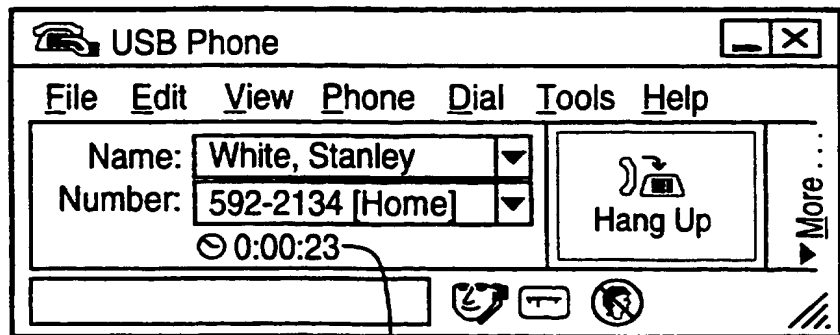 USB Phone
File Edit View Phone Dial Tools Help
Name: White, Stanley
Number: 592-2134 [Home]
0:00:23
Hang Up
More...